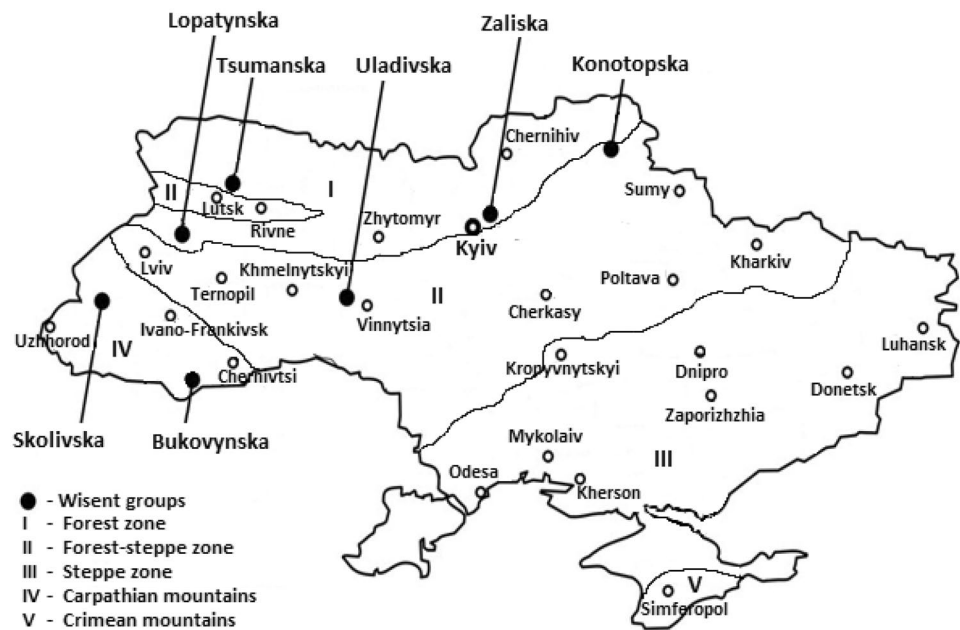 Lopatynska
Zaliska
Tsumanska
Uladivska
Konotopska
Chernihiv
I
II
Sumy
Lutsk
Rivne
Zhytomyr
Kyiv
Kharkiv
Lviv
Khmelnytskyi
Ternopil
II
Poltava
Cherkasy
Vinnytsia
Uzhhorod
Ivano-Frankivsk
IV
Luhansk
Kropyvnytskyi
Chernivtsi
Dnipro
Donetsk
Zaporizhzhia
Skolivska
Bukovynska
Mykolaiv
III
Odesa
Kherson
- Wisent groups
I - Forest zone
II - Forest-steppe zone
III - Steppe zone
IV - Carpathian mountains
V - Crimean mountains
V
Simferopol